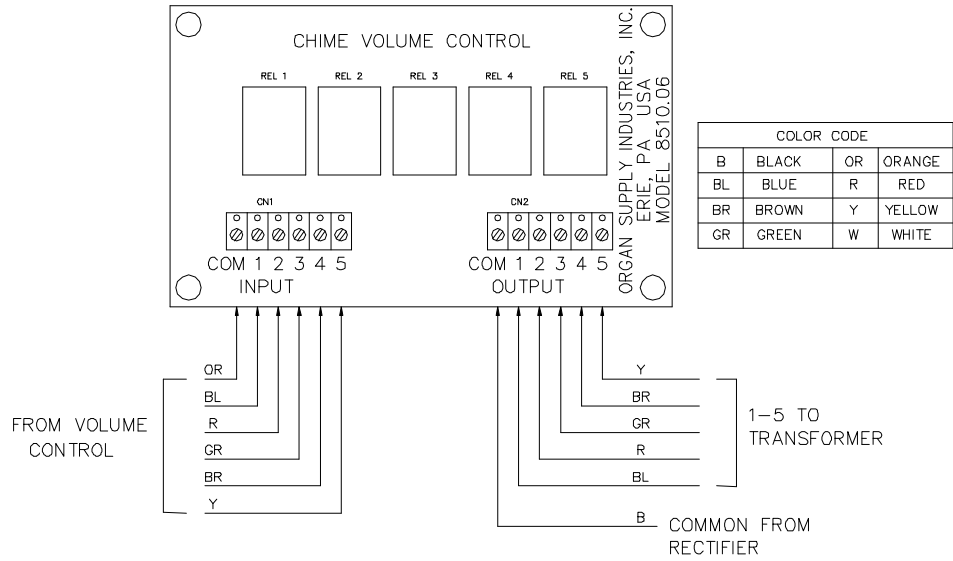 CHIME VOLUME CONTROL
REL 1 REL 2 REL 3 REL 4 REL 5
ORGAN SUPPLY INDUSTRIES, INC.
ERIE, PA USA
MODEL 8510.06
CN1
COM 1 2 3 4 5
INPUT
CN2
COM 1 2 3 4 5
OUTPUT
COLOR CODE
B BLACK OR ORANGE
BL BLUE R RED
BR BROWN Y YELLOW
GR GREEN W WHITE
FROM VOLUME
CONTROL
OR
BL
R
GR
BR
Y
Y
BR
GR
R
BL
B
1-5 TO
TRANSFORMER
COMMON FROM
RECTIFIER